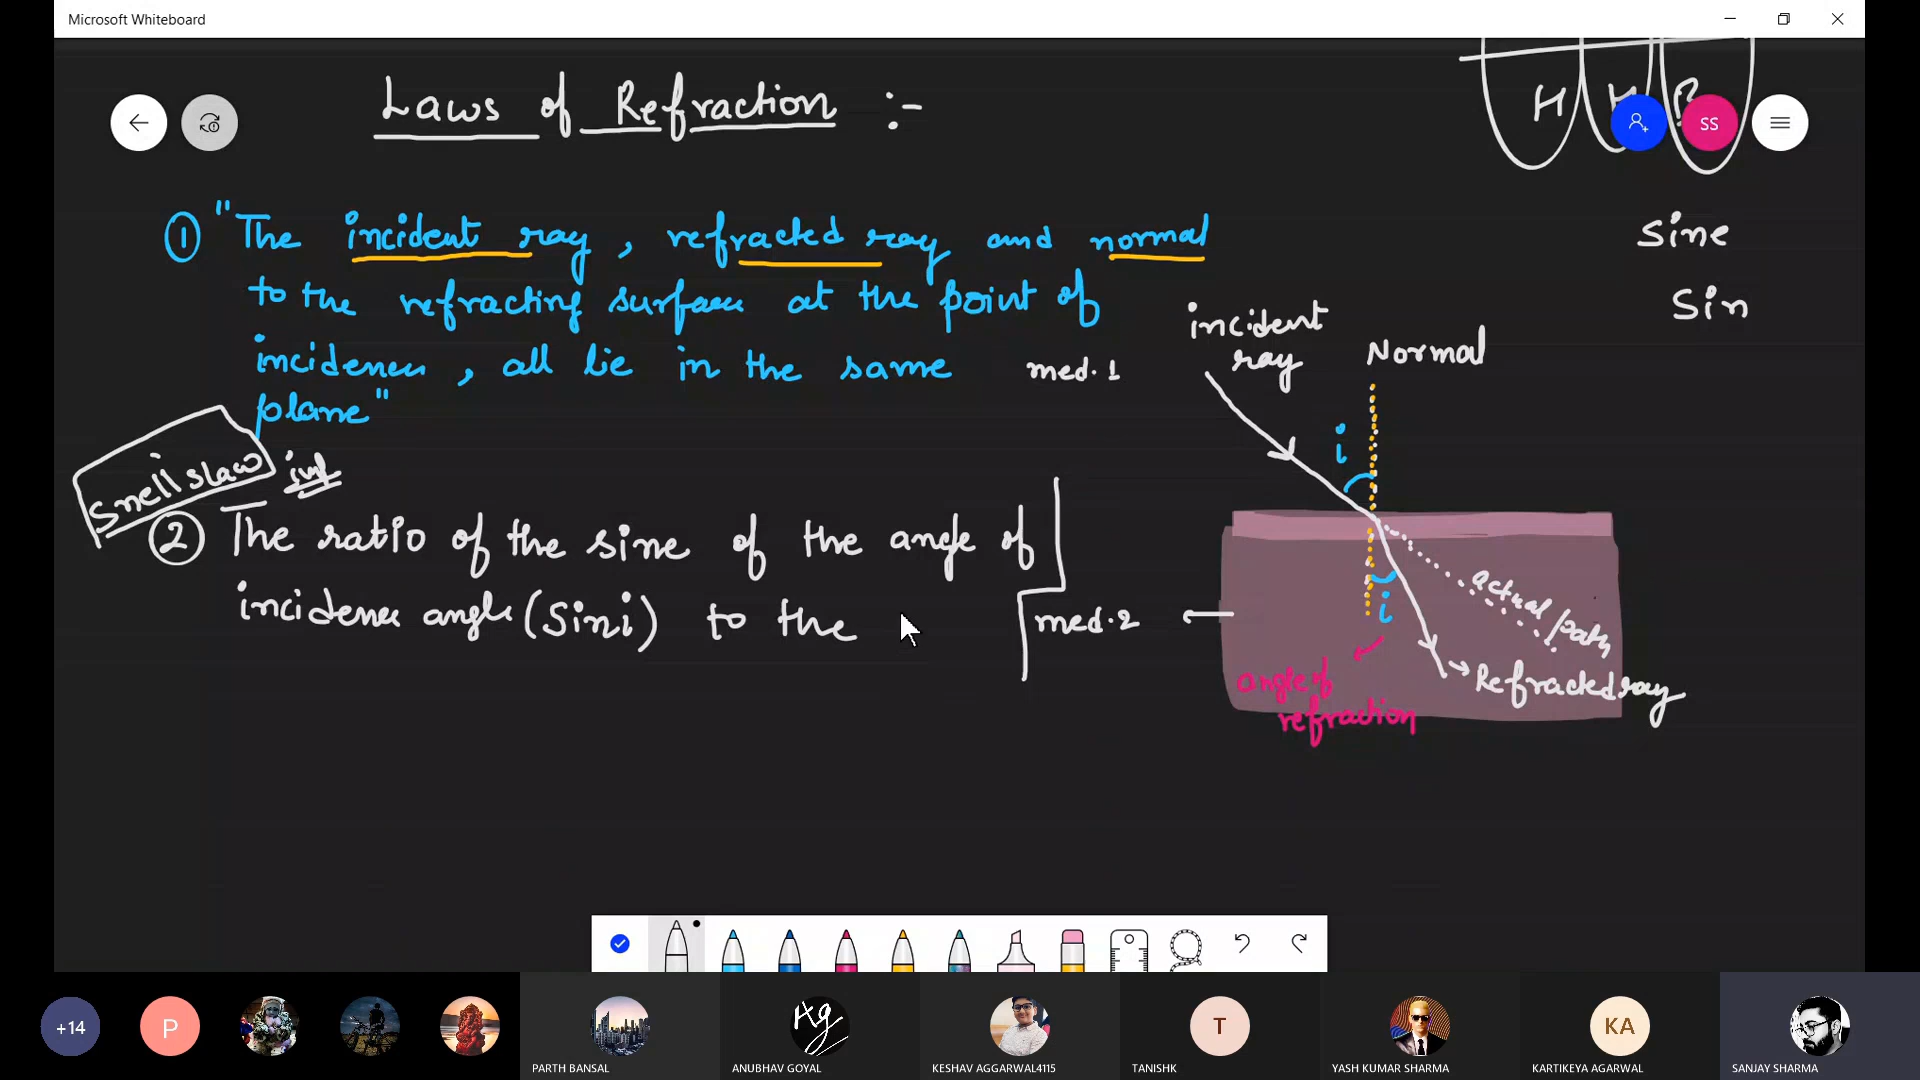 Microsoft Whiteboard
Laws of Refraction :-
H H B
SS
① "The incident ray, refracted ray and normal
to the refracting surface at the point of
incidence, all lie in the same
plane"
Sine
Sin
med. 1
incident
ray
Normal
i
Snell's law imp
② The ratio of the sine of the angle of
incidence angle (Sini) to the
med. 2
i
actual path
angle of
refraction
Refracted ray
+14
P
Hg
T
KA
PARTH BANSAL
ANUBHAV GOYAL
KESHAV AGGARWAL4115
TANISHK
YASH KUMAR SHARMA
KARTIKEYA AGARWAL
SANJAY SHARMA